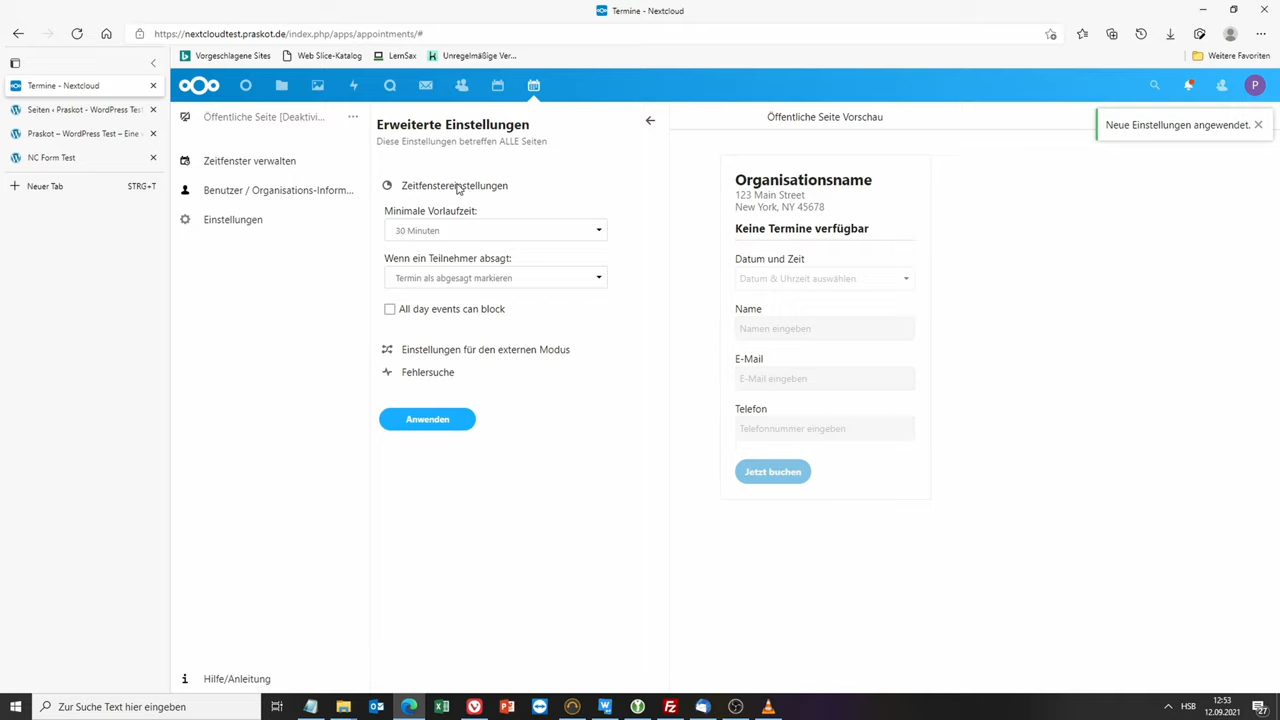 Termine - Nextcloud
https://nextcloudtest.praskot.de/index.php/apps/appointments/#
Vorgeschlagene Sites
Web Slice-Katalog
LernSax
Unregelmäßige Ver...
Weitere Favoriten
Termine - Nextcloud
Seiten ‹ Praskot - WordPress Test
Praskot – WordPress Test – Eine
NC Form Test
Neuer Tab
STRG+T
Öffentliche Seite [Deaktivi...
Zeitfenster verwalten
Benutzer / Organisations-Inform...
Einstellungen
Hilfe/Anleitung
Erweiterte Einstellungen
Diese Einstellungen betreffen ALLE Seiten
Zeitfenstereinstellungen
Minimale Vorlaufzeit:
30 Minuten
Wenn ein Teilnehmer absagt:
Termin als abgesagt markieren
All day events can block
Einstellungen für den externen Modus
Fehlersuche
Anwenden
Öffentliche Seite Vorschau
P
Neue Einstellungen angewendet.
Organisationsname
123 Main Street
New York, NY 45678
Keine Termine verfügbar
Datum und Zeit
Datum & Uhrzeit auswählen
Name
Namen eingeben
E-Mail
E-Mail eingeben
Telefon
Telefonnummer eingeben
Jetzt buchen
Zur Suche Text hier eingeben
HSB
12:53
12.09.2021
27